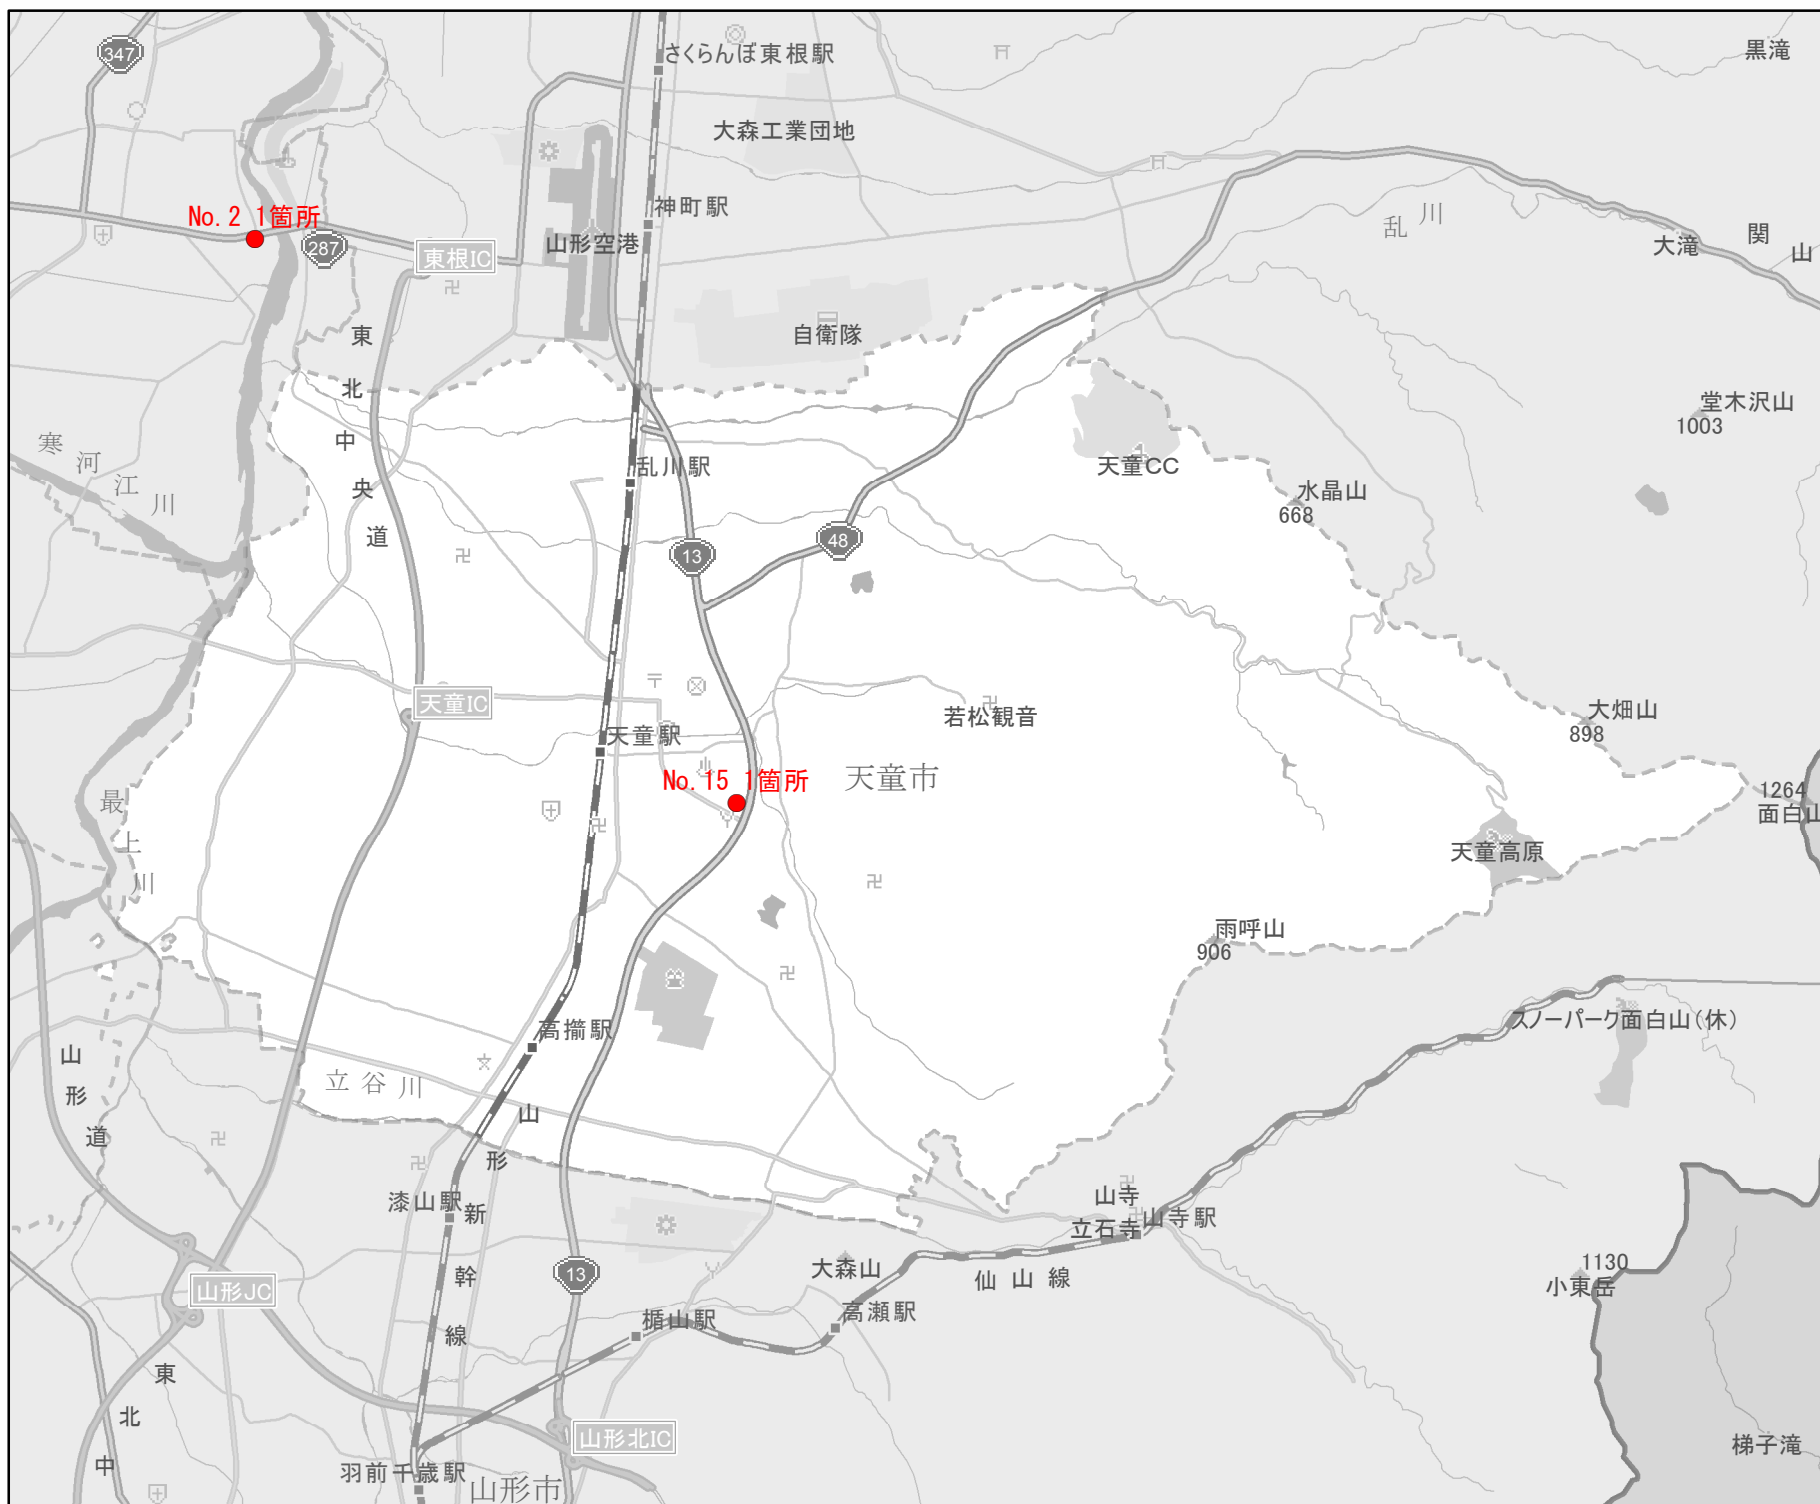 347
さくらんぼ東根駅
黒滝
大森工業団地
No.2 1箇所
神町駅
乱川
関山
大滝
287
東根IC
山形空港
自衛隊
東北中央道
堂木沢山
1003
寒河江川
乱川駅
天童CC
水晶山
668
13
48
天童IC
若松観音
大畑山
898
天童駅
No.15 1箇所
天童市
1264
面白山
最上川
天童高原
雨呼山
906
スノーパーク面白山(休)
高擶駅
山形道
立谷川
山形新幹線
漆山駅
山寺
立石寺
山寺駅
13
大森山
仙山線
1130
小東岳
山形JC
楯山駅
高瀬駅
東北中
山形北IC
羽前千歳駅
山形市
梯子滝